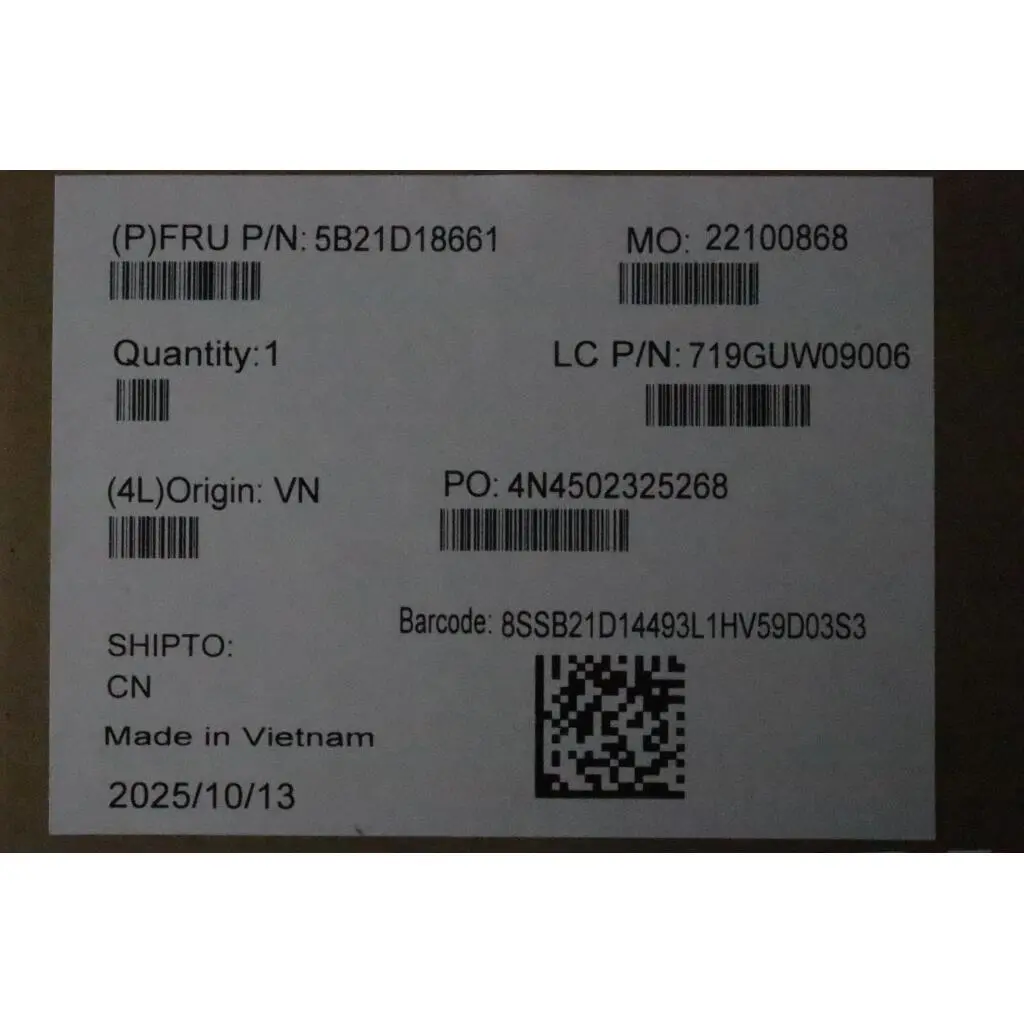 (P)FRU P/N: 5B21D18661
MO: 22100868
Quantity:1
LC P/N: 719GUW09006
(4L)Origin: VN
PO: 4N4502325268
Barcode: 8SSB21D14493L1HV59D03S3
SHIPTO:
CN
Made in Vietnam
2025/10/13